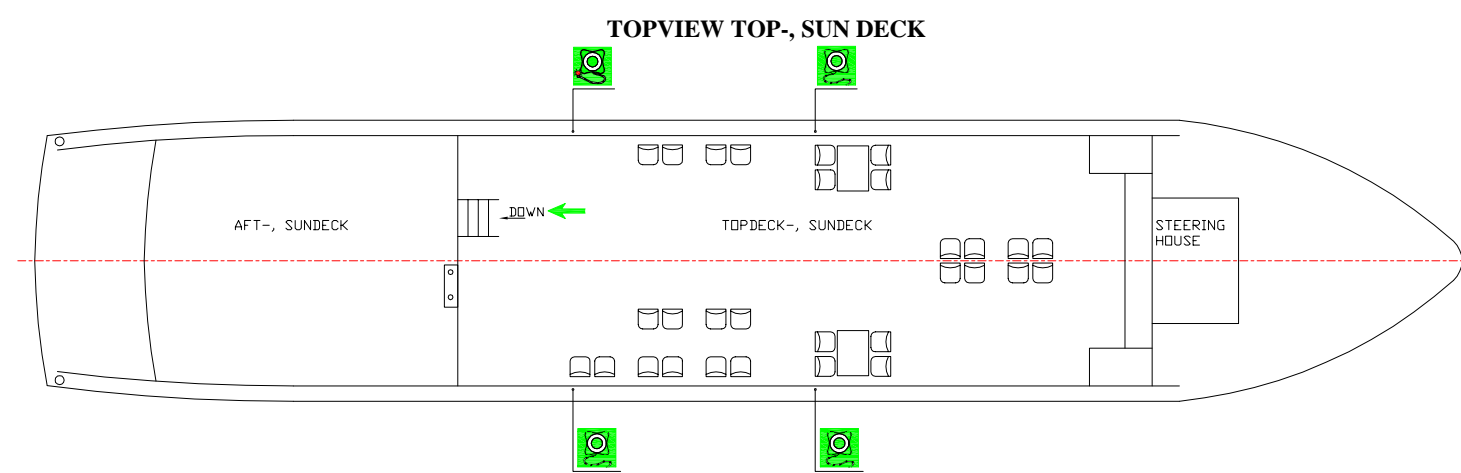 TOPVIEW TOP-, SUN DECK
AFT-, SUNDECK
DOWN
TOPDECK-, SUNDECK
STEERING
HOUSE